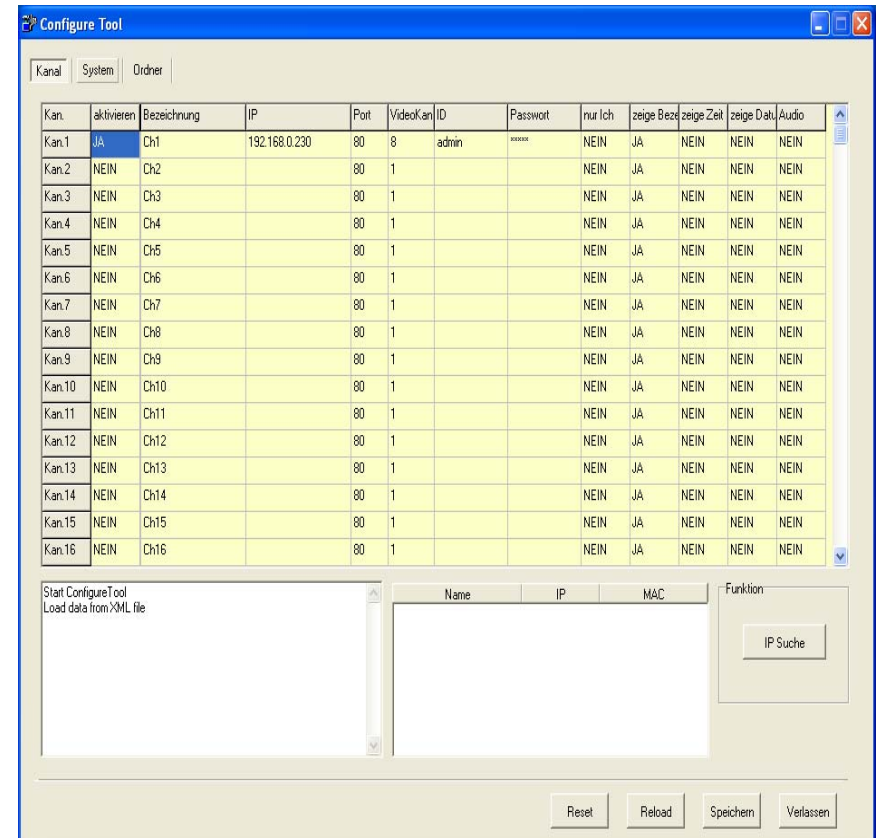 Configure Tool
Kanal System Ordner
Kan. aktivieren Bezeichnung IP Port VideoKan ID Passwort nur Ich zeige Beze zeige Zeit zeige Datu Audio
Kan.1 JA Ch1 192.168.0.230 80 8 admin ***** NEIN JA NEIN NEIN NEIN
Kan.2 NEIN Ch2 80 1 NEIN JA NEIN NEIN NEIN
Kan.3 NEIN Ch3 80 1 NEIN JA NEIN NEIN NEIN
Kan.4 NEIN Ch4 80 1 NEIN JA NEIN NEIN NEIN
Kan.5 NEIN Ch5 80 1 NEIN JA NEIN NEIN NEIN
Kan.6 NEIN Ch6 80 1 NEIN JA NEIN NEIN NEIN
Kan.7 NEIN Ch7 80 1 NEIN JA NEIN NEIN NEIN
Kan.8 NEIN Ch8 80 1 NEIN JA NEIN NEIN NEIN
Kan.9 NEIN Ch9 80 1 NEIN JA NEIN NEIN NEIN
Kan.10 NEIN Ch10 80 1 NEIN JA NEIN NEIN NEIN
Kan.11 NEIN Ch11 80 1 NEIN JA NEIN NEIN NEIN
Kan.12 NEIN Ch12 80 1 NEIN JA NEIN NEIN NEIN
Kan.13 NEIN Ch13 80 1 NEIN JA NEIN NEIN NEIN
Kan.14 NEIN Ch14 80 1 NEIN JA NEIN NEIN NEIN
Kan.15 NEIN Ch15 80 1 NEIN JA NEIN NEIN NEIN
Kan.16 NEIN Ch16 80 1 NEIN JA NEIN NEIN NEIN
Start ConfigureTool
Load data from XML file
Name IP MAC
Funktion
IP Suche
Reset Reload Speichern Verlassen